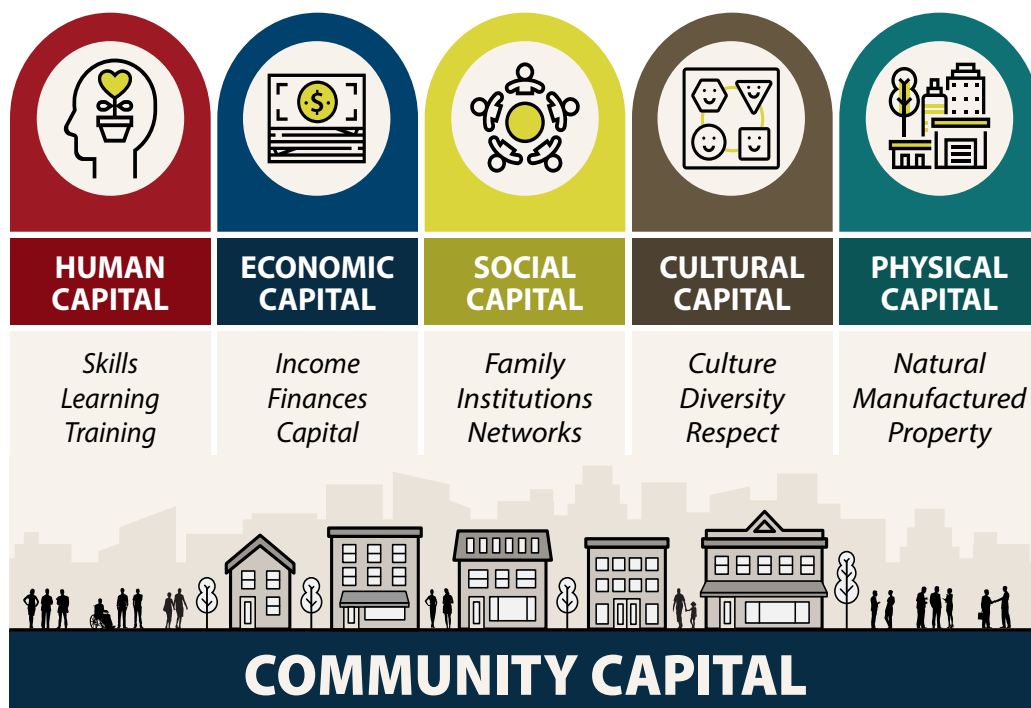 $
HUMAN
CAPITAL
Skills
Learning
Training
ECONOMIC
CAPITAL
Income
Finances
Capital
SOCIAL
CAPITAL
Family
Institutions
Networks
CULTURAL
CAPITAL
Culture
Diversity
Respect
PHYSICAL
CAPITAL
Natural
Manufactured
Property
COMMUNITY CAPITAL